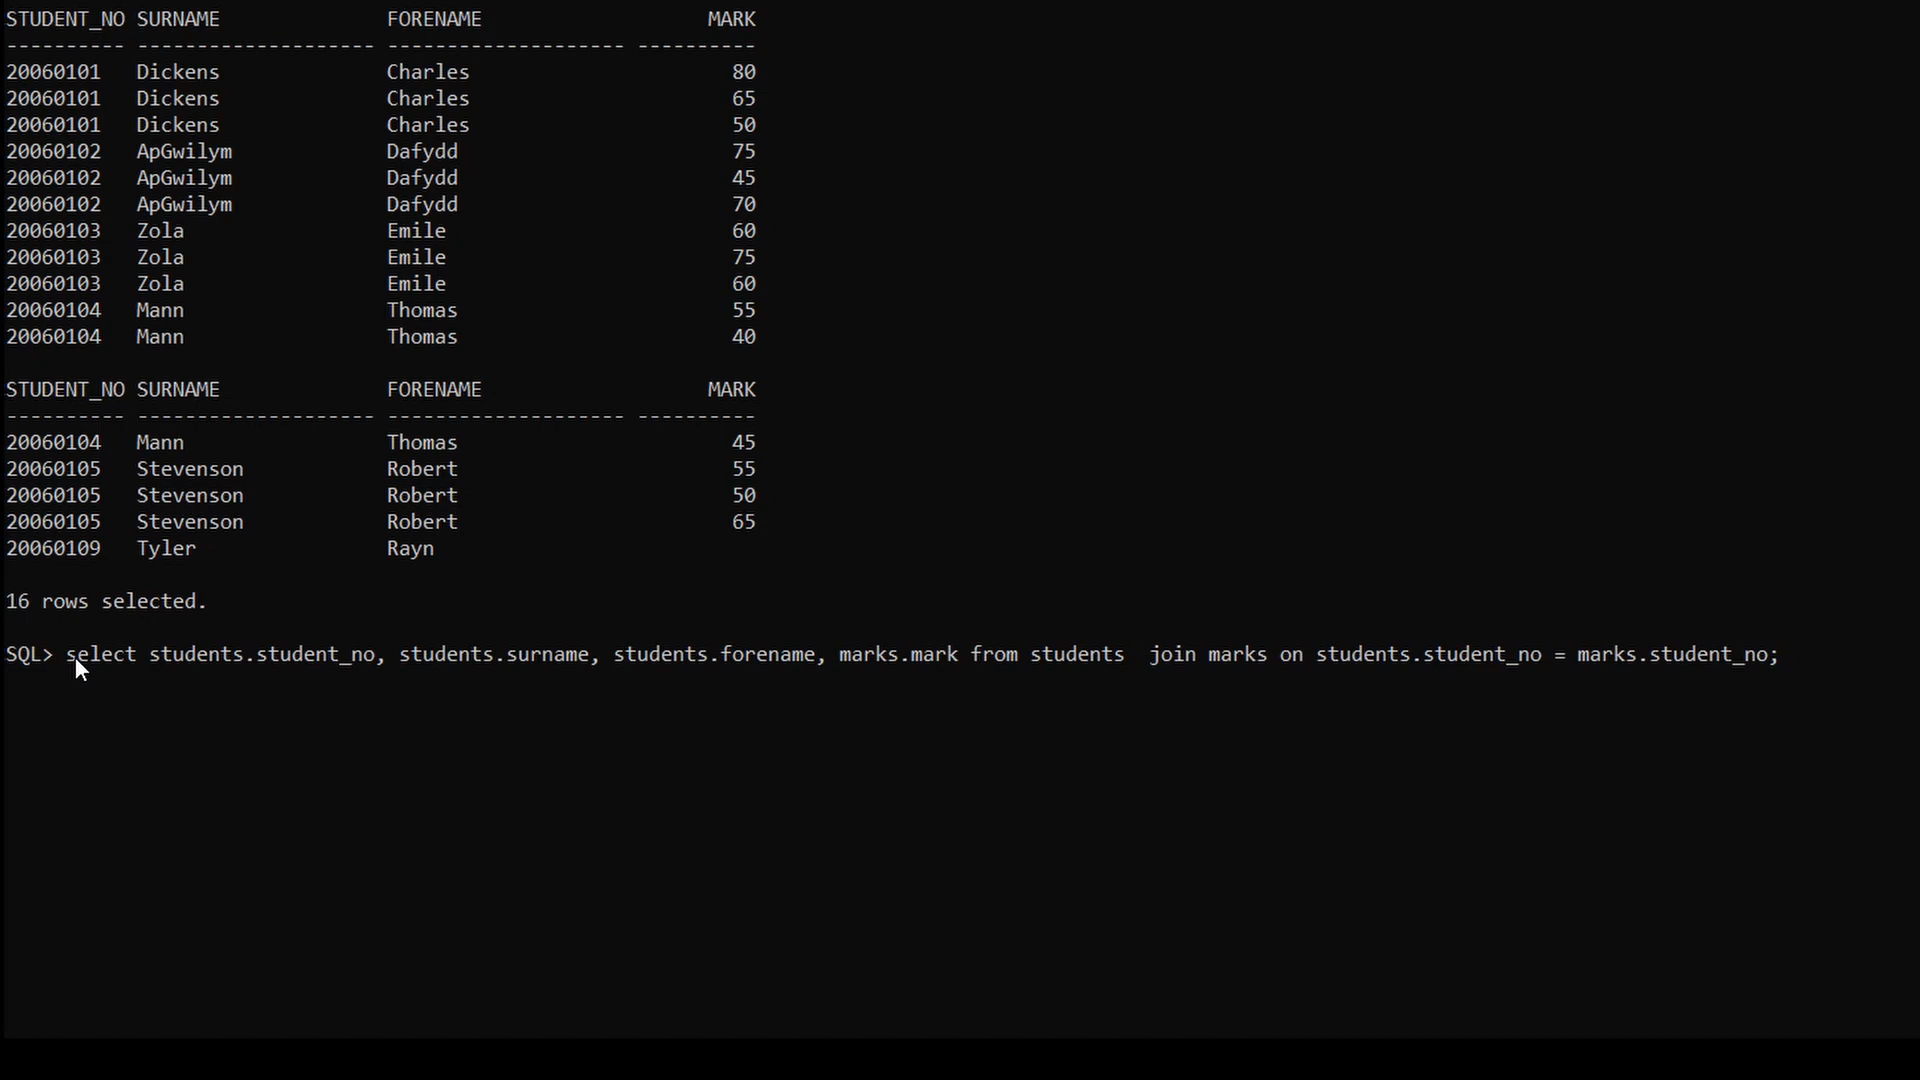 STUDENT_NO SURNAME              FORENAME                   MARK
---------- -------------------- -------------------- ----------
20060101   Dickens              Charles                      80
20060101   Dickens              Charles                      65
20060101   Dickens              Charles                      50
20060102   ApGwilym             Dafydd                       75
20060102   ApGwilym             Dafydd                       45
20060102   ApGwilym             Dafydd                       70
20060103   Zola                 Emile                        60
20060103   Zola                 Emile                        75
20060103   Zola                 Emile                        60
20060104   Mann                 Thomas                       55
20060104   Mann                 Thomas                       40
STUDENT_NO SURNAME              FORENAME                   MARK
---------- -------------------- -------------------- ----------
20060104   Mann                 Thomas                       45
20060105   Stevenson            Robert                       55
20060105   Stevenson            Robert                       50
20060105   Stevenson            Robert                       65
20060109   Tyler                Rayn
16 rows selected.
SQL> select students.student_no, students.surname, students.forename, marks.mark from students  join marks on students.student_no = marks.student_no;